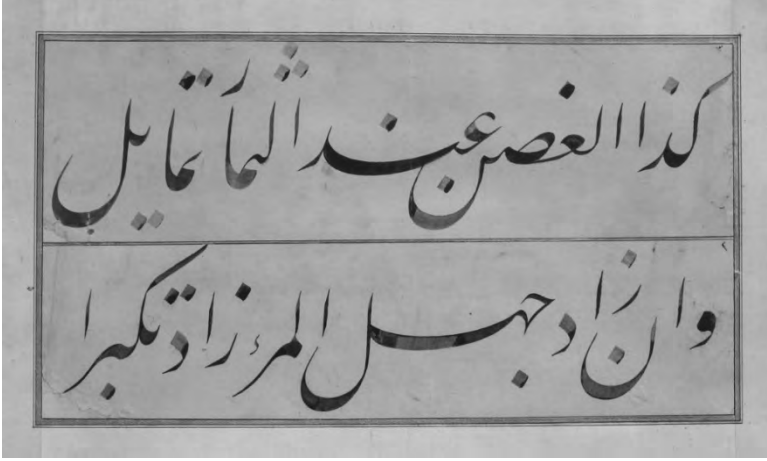 كذا الغصن عند الثمار تمايل
وان زاد جهل المرء زاد تكبرا